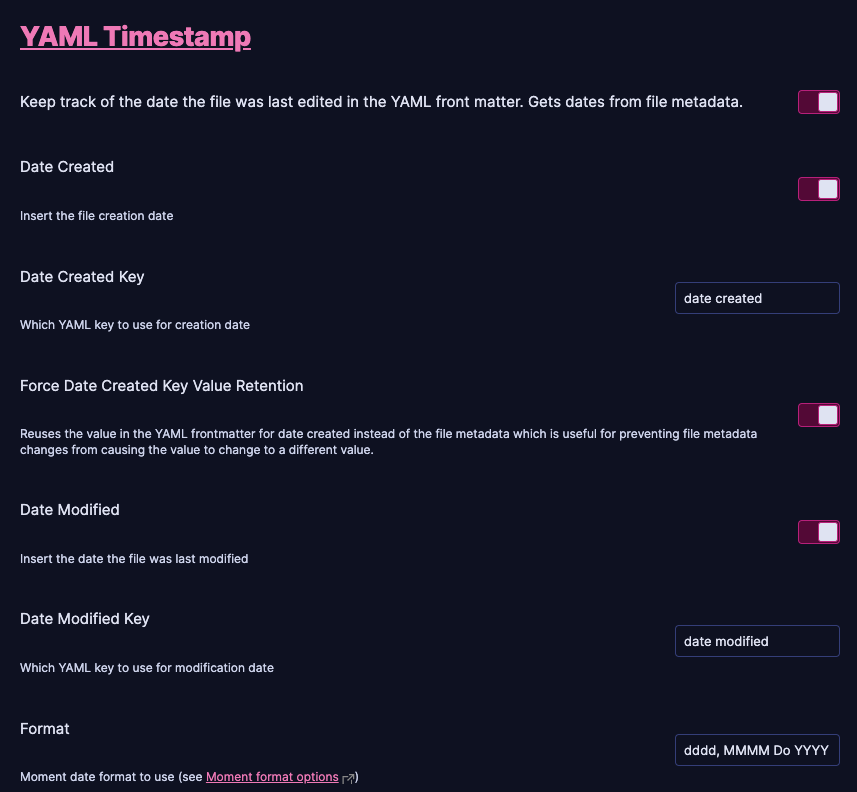 YAML Timestamp
Keep track of the date the file was last edited in the YAML front matter. Gets dates from file metadata.
Date Created
Insert the file creation date
Date Created Key
date created
Which YAML key to use for creation date
Force Date Created Key Value Retention
Reuses the value in the YAML frontmatter for date created instead of the file metadata which is useful for preventing file metadata
changes from causing the value to change to a different value.
Date Modified
Insert the date the file was last modified
Date Modified Key
date modified
Which YAML key to use for modification date
Format
dddd, MMMM Do YYYY
Moment date format to use (see Moment format options)